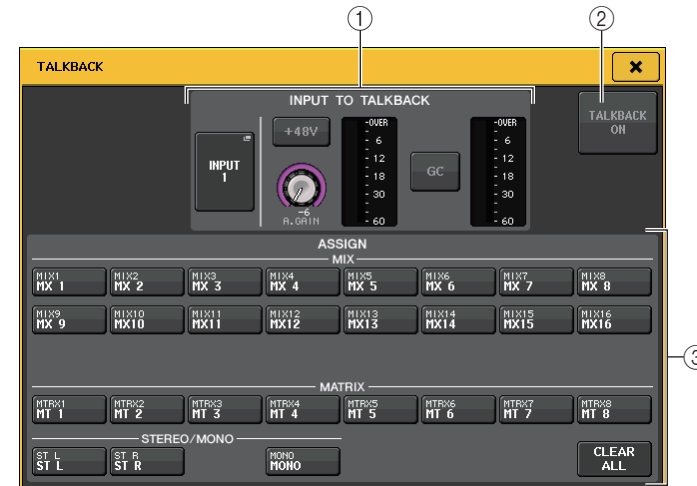 ① ②
TALKBACK ×
INPUT TO TALKBACK
TALKBACK
ON
+48V
INPUT
1
-6
A.GAIN
-OVER
- 6
- 12
- 18
- 30
- 60
GC
-OVER
- 6
- 12
- 18
- 30
- 60
ASSIGN
MIX
MIX1 MIX2 MIX3 MIX4 MIX5 MIX6 MIX7 MIX8
MX 1 MX 2 MX 3 MX 4 MX 5 MX 6 MX 7 MX 8
MIX9 MIX10 MIX11 MIX12 MIX13 MIX14 MIX15 MIX16
MX 9 MX10 MX11 MX12 MX13 MX14 MX15 MX16
③
MATRIX
MTRX1 MTRX2 MTRX3 MTRX4 MTRX5 MTRX6 MTRX7 MTRX8
MT 1 MT 2 MT 3 MT 4 MT 5 MT 6 MT 7 MT 8
STEREO/MONO
ST L ST R MONO
ST L ST R MONO
CLEAR
ALL